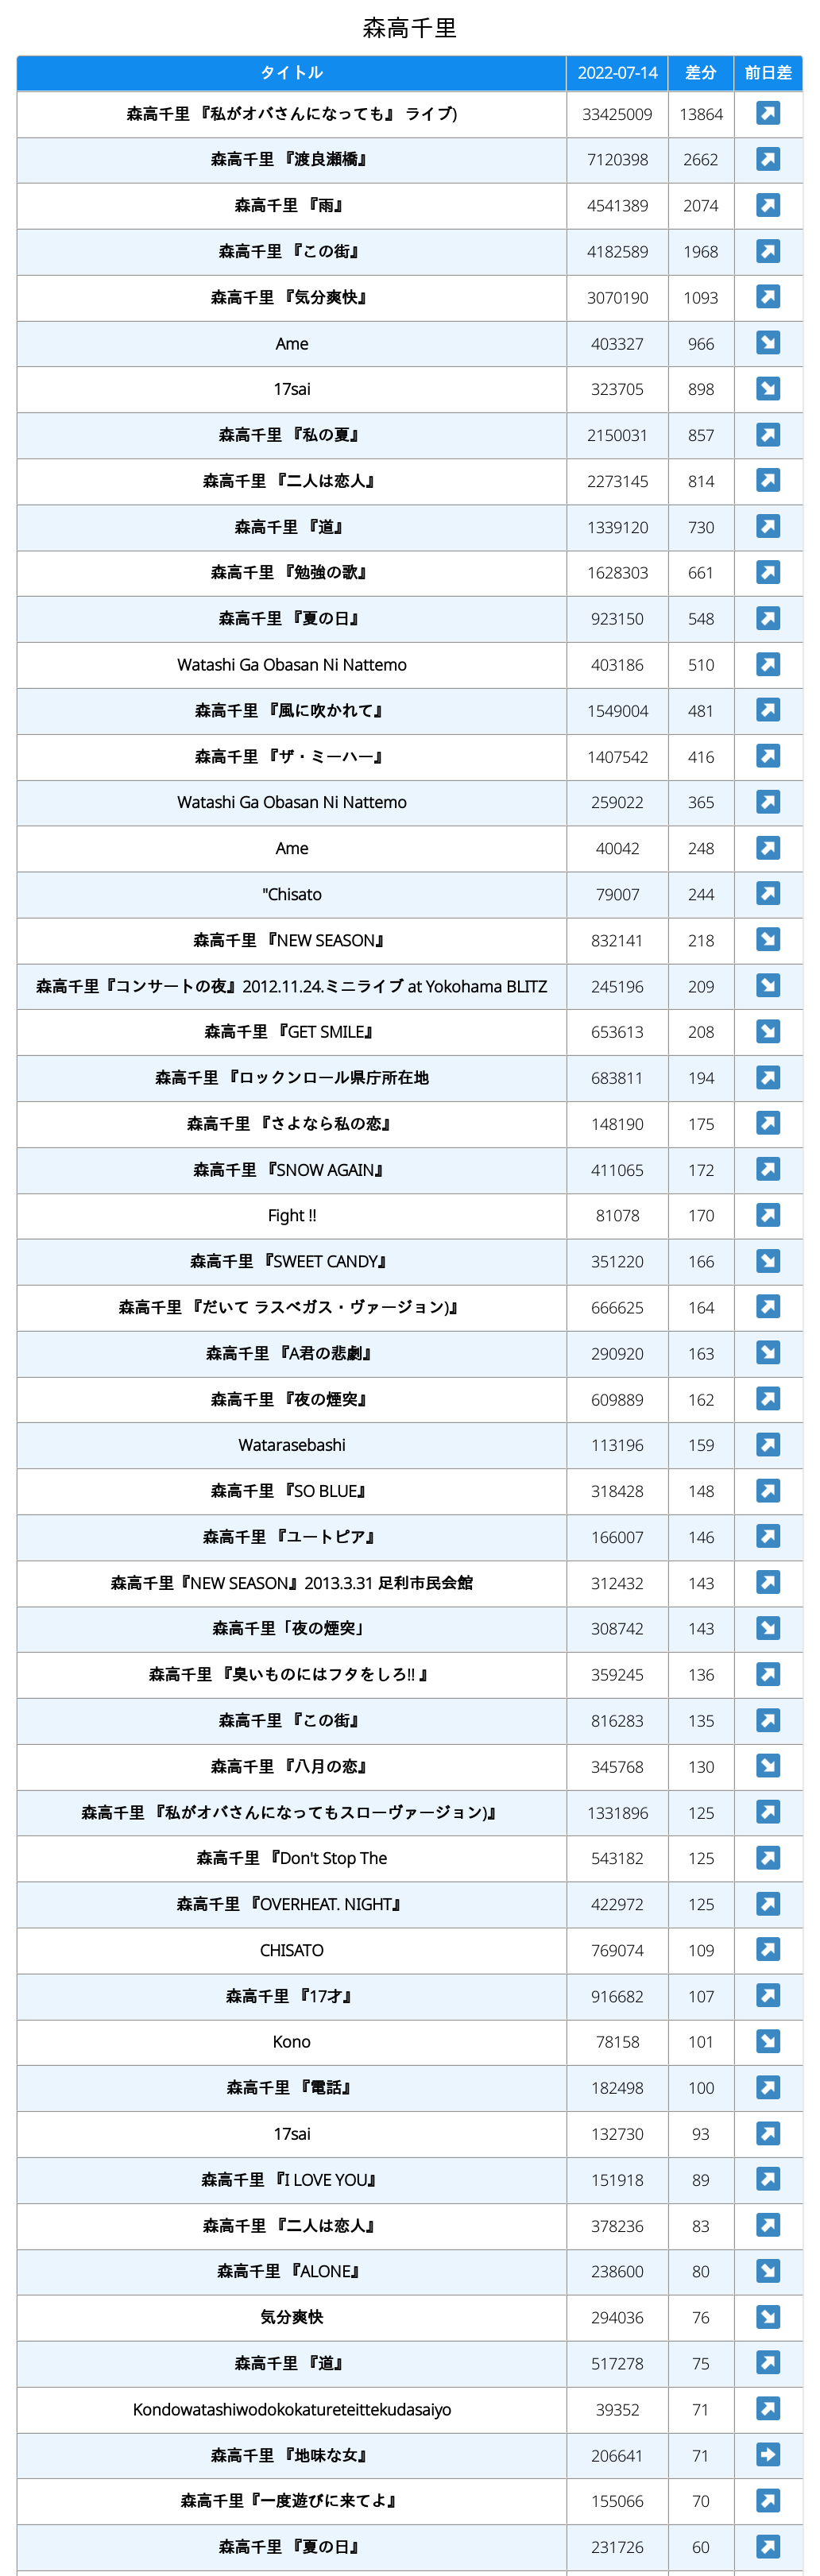 森高千里
タイトル 2022-07-14 差分 前日差
森高千里 『私がオバさんになっても』 ライブ) 33425009 13864
森高千里 『渡良瀬橋』 7120398 2662
森高千里 『雨』 4541389 2074
森高千里 『この街』 4182589 1968
森高千里 『気分爽快』 3070190 1093
Ame 403327 966
17sai 323705 898
森高千里 『私の夏』 2150031 857
森高千里 『二人は恋人』 2273145 814
森高千里 『道』 1339120 730
森高千里 『勉強の歌』 1628303 661
森高千里 『夏の日』 923150 548
Watashi Ga Obasan Ni Nattemo 403186 510
森高千里 『風に吹かれて』 1549004 481
森高千里 『ザ・ミーハー』 1407542 416
Watashi Ga Obasan Ni Nattemo 259022 365
Ame 40042 248
"Chisato 79007 244
森高千里 『NEW SEASON』 832141 218
森高千里『コンサートの夜』2012.11.24.ミニライブ at Yokohama BLITZ 245196 209
森高千里 『GET SMILE』 653613 208
森高千里 『ロックンロール県庁所在地 683811 194
森高千里 『さよなら私の恋』 148190 175
森高千里 『SNOW AGAIN』 411065 172
Fight !! 81078 170
森高千里 『SWEET CANDY』 351220 166
森高千里 『だいて ラスベガス・ヴァージョン)』 666625 164
森高千里 『A君の悲劇』 290920 163
森高千里 『夜の煙突』 609889 162
Watarasebashi 113196 159
森高千里 『SO BLUE』 318428 148
森高千里 『ユートピア』 166007 146
森高千里『NEW SEASON』2013.3.31 足利市民会館 312432 143
森高千里「夜の煙突」 308742 143
森高千里 『臭いものにはフタをしろ!! 』 359245 136
森高千里 『この街』 816283 135
森高千里 『八月の恋』 345768 130
森高千里 『私がオバさんになってもスローヴァージョン)』 1331896 125
森高千里 『Don't Stop The 543182 125
森高千里 『OVERHEAT. NIGHT』 422972 125
CHISATO 769074 109
森高千里 『17才』 916682 107
Kono 78158 101
森高千里 『電話』 182498 100
17sai 132730 93
森高千里 『I LOVE YOU』 151918 89
森高千里 『二人は恋人』 378236 83
森高千里 『ALONE』 238600 80
気分爽快 294036 76
森高千里 『道』 517278 75
Kondowatashiwodokokatureteittekudasaiyo 39352 71
森高千里 『地味な女』 206641 71
森高千里『一度遊びに来てよ』 155066 70
森高千里 『夏の日』 231726 60